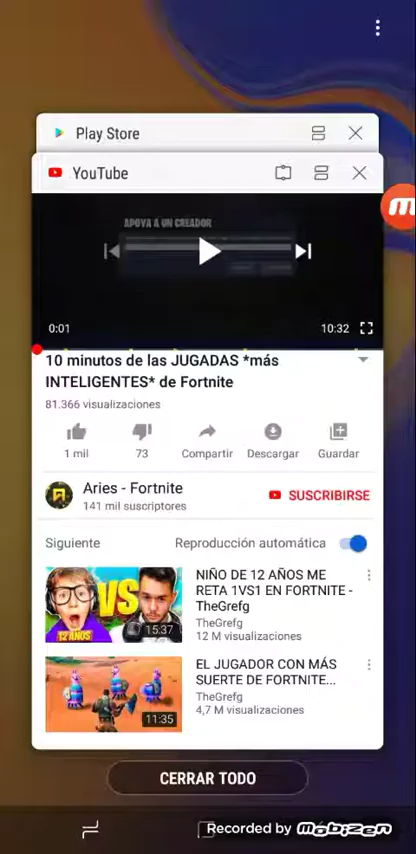 Play Store
YouTube
APOYA A UN CREADOR
0:01
10:32
10 minutos de las JUGADAS *más
INTELIGENTES* de Fortnite
81.366 visualizaciones
1 mil
73
Compartir
Descargar
Guardar
Aries - Fortnite
141 mil suscriptores
SUSCRIBIRSE
Siguiente
Reproducción automática
VS
12 AÑOS
15:37
NIÑO DE 12 AÑOS ME
RETA 1VS1 EN FORTNITE -
TheGrefg
TheGrefg
12 M visualizaciones
11:35
EL JUGADOR CON MÁS
SUERTE DE FORTNITE...
TheGrefg
4,7 M visualizaciones
CERRAR TODO
Recorded by mobizen